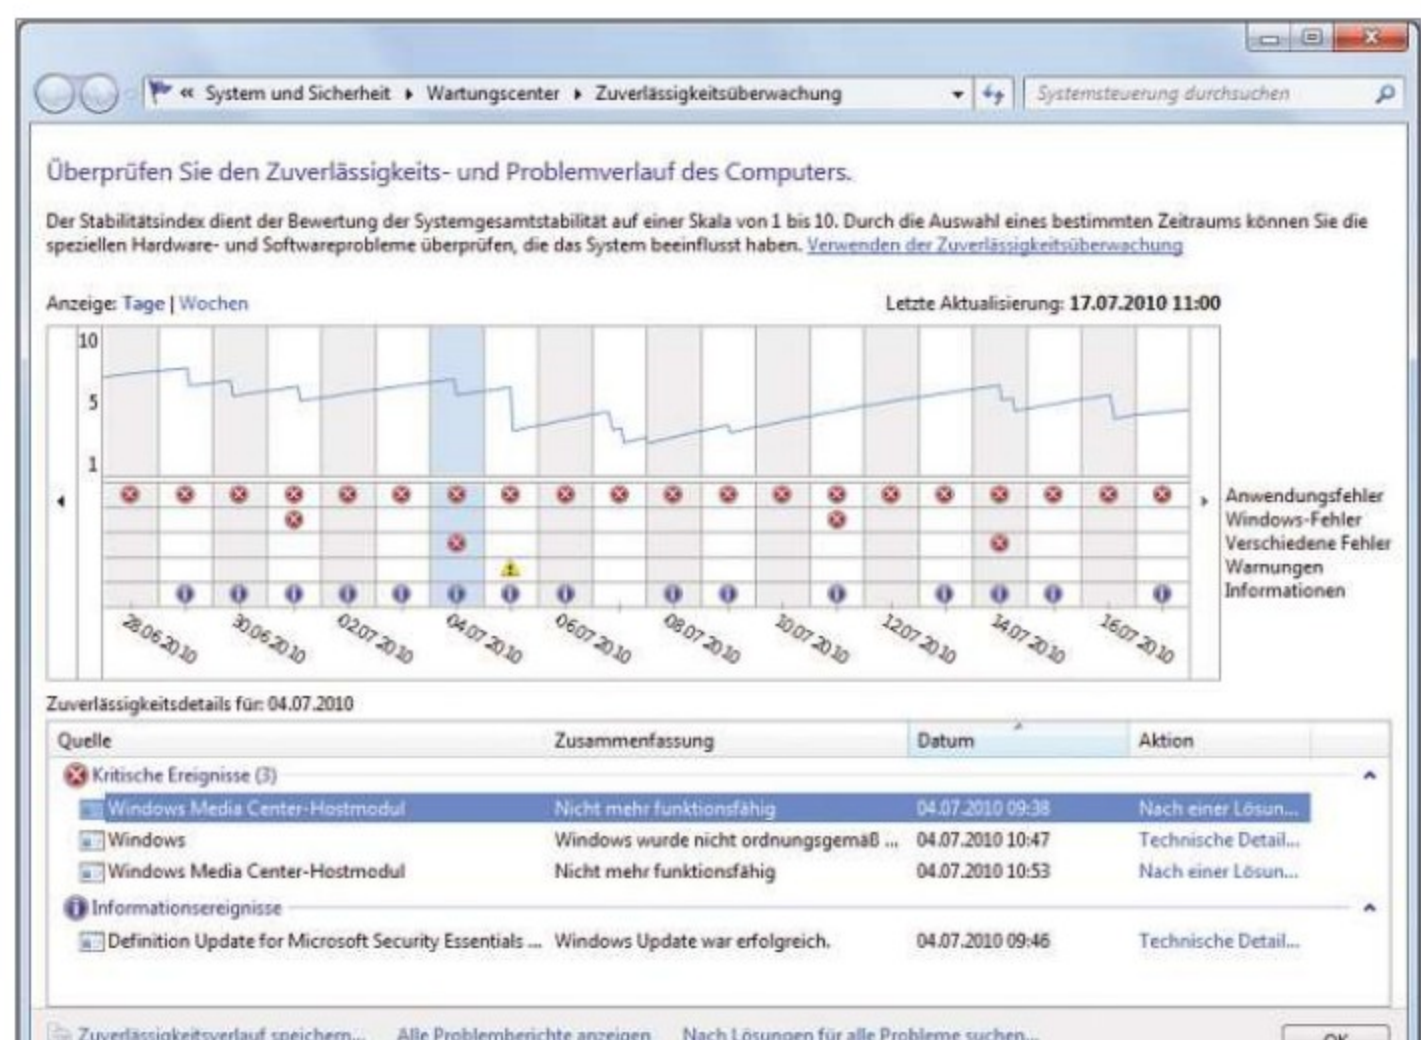 « System und Sicherheit ▸ Wartungscenter ▸ Zuverlässigkeitsüberwachung
Systemsteuerung durchsuchen
Überprüfen Sie den Zuverlässigkeits- und Problemverlauf des Computers.
Der Stabilitätsindex dient der Bewertung der Systemgesamtstabilität auf einer Skala von 1 bis 10. Durch die Auswahl eines bestimmten Zeitraums können Sie die
speziellen Hardware- und Softwareprobleme überprüfen, die das System beeinflusst haben. Verwenden der Zuverlässigkeitsüberwachung
Anzeige: Tage | Wochen
Letzte Aktualisierung: 17.07.2010 11:00
10
5
1
Anwendungsfehler
Windows-Fehler
Verschiedene Fehler
Warnungen
Informationen
28.06.2010 30.06.2010 02.07.2010 04.07.2010 06.07.2010 08.07.2010 10.07.2010 12.07.2010 14.07.2010 16.07.2010
Zuverlässigkeitsdetails für: 04.07.2010
Quelle Zusammenfassung Datum Aktion
Kritische Ereignisse (3)
Windows Media Center-Hostmodul Nicht mehr funktionsfähig 04.07.2010 09:38 Nach einer Lösun...
Windows Windows wurde nicht ordnungsgemäß ... 04.07.2010 10:47 Technische Detail...
Windows Media Center-Hostmodul Nicht mehr funktionsfähig 04.07.2010 10:53 Nach einer Lösun...
Informationsereignisse
Definition Update for Microsoft Security Essentials ... Windows Update war erfolgreich. 04.07.2010 09:46 Technische Detail...
Zuverlässigkeitsverlauf speichern... Alle Problemberichte anzeigen Nach Lösungen für alle Probleme suchen... OK